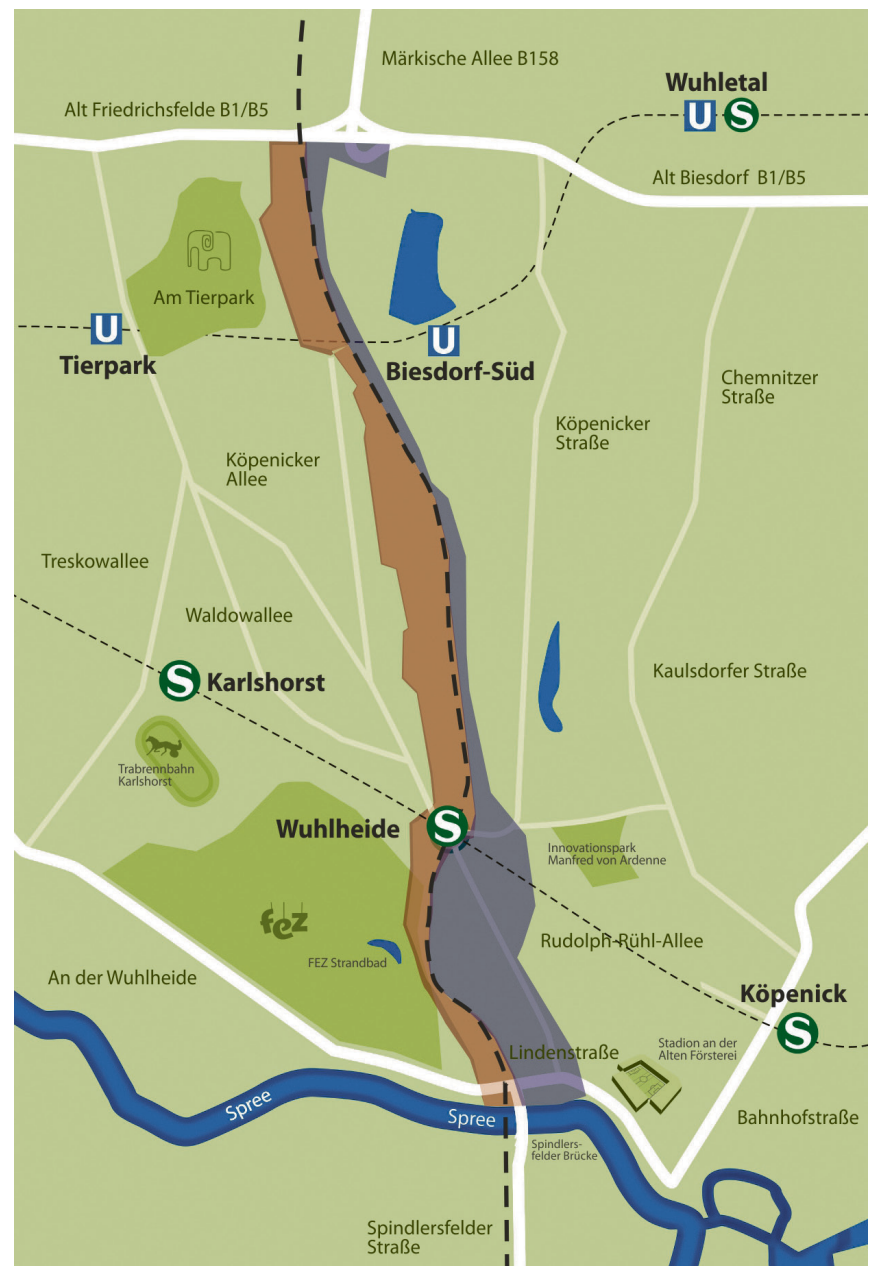 Märkische Allee B158
Wuhletal
U S
Alt Friedrichsfelde B1/B5
Alt Biesdorf B1/B5
Am Tierpark
U
Tierpark
U
Biesdorf-Süd
Chemnitzer
Straße
Köpenicker
Straße
Köpenicker
Allee
Treskowallee
Waldowallee
S Karlshorst
Kaulsdorfer Straße
Trabrennbahn
Karlshorst
Wuhlheide S
Innovationspark
Manfred von Ardenne
fez
FEZ Strandbad
Rudolph-Rühl-Allee
An der Wuhlheide
Köpenick
S
Lindenstraße
Stadion an der
Alten Försterei
Spree
Spree
Bahnhofstraße
Spindlers-
felder Brücke
Spindlersfelder
Straße